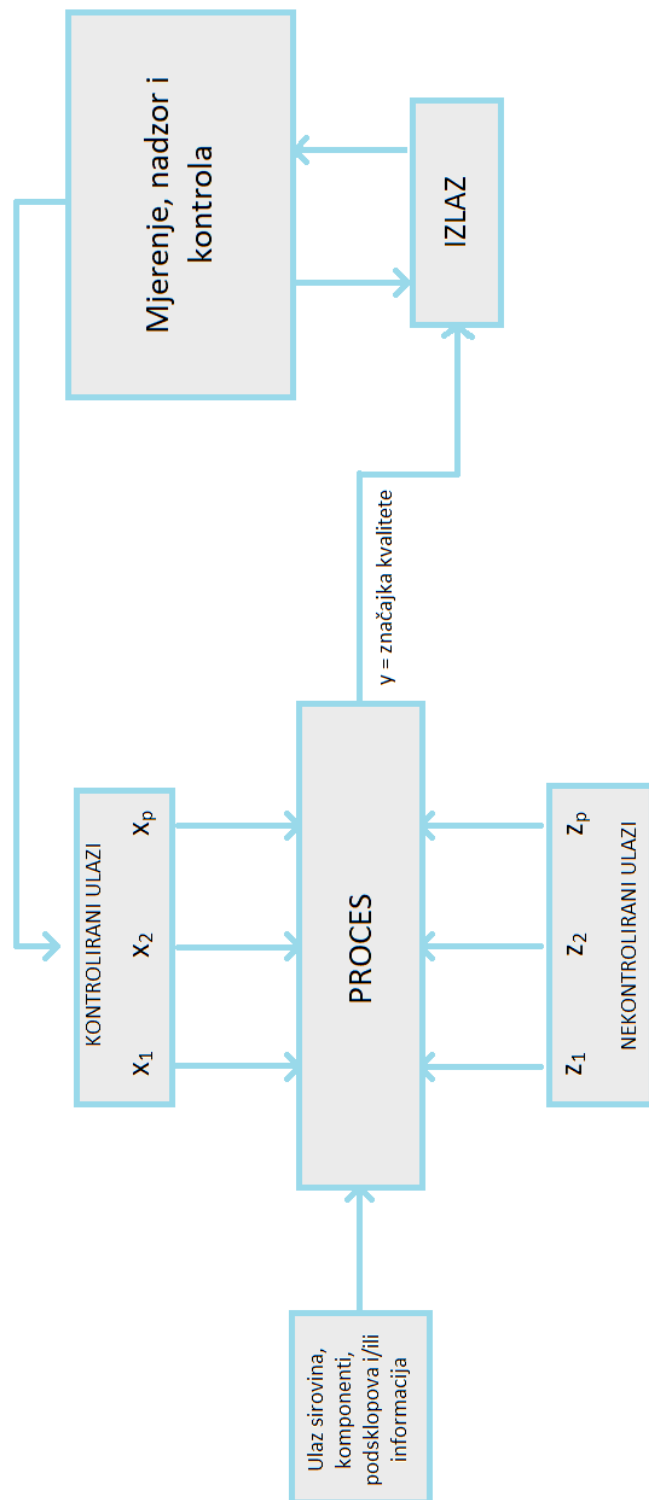 KONTROLIRANI ULAZI
x₁ x₂ xₚ
Mjerenje, nadzor i
kontrola
Ulaz sirovina,
komponenti,
podsklopova i/ili
informacija
PROCES
y = značajka kvalitete
IZLAZ
z₁ z₂ zₚ
NEKONTROLIRANI ULAZI